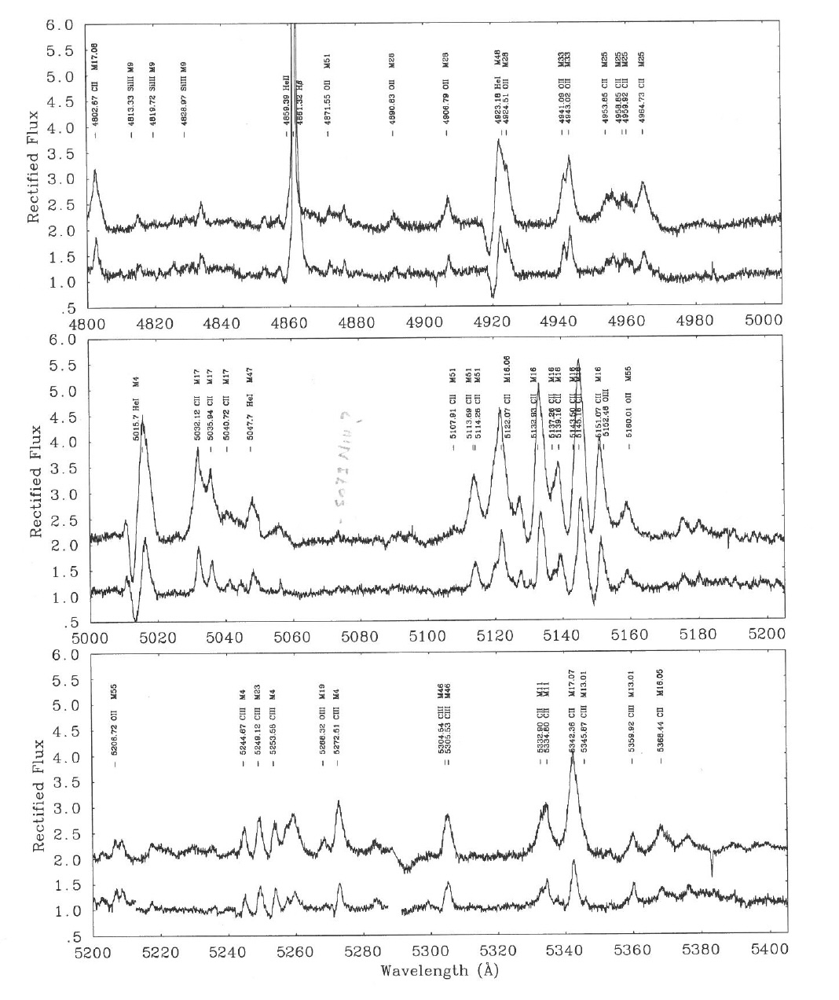 6.0
5.5
5.0
4.5
4.0
3.5
3.0
2.5
2.0
1.5
1.0
.5
Rectified Flux
4802.67 CII M17.08
4813.33 SiIII M9
4819.72 SiIII M9
4828.97 SiIII M9
4859.39 HeII
4861.32 Hβ
4871.55 OII M51
4890.83 OII M28
4906.79 OII M28
4923.16 HeI M48
4924.51 OII M28
4941.09 OII M33
4943.02 OII M33
4953.85 CII M25
4958.65 CII M25
4959.92 CII M25
4964.73 CII M25
4800 4820 4840 4860 4880 4900 4920 4940 4960 4980 5000
6.0
5.5
5.0
4.5
4.0
3.5
3.0
2.5
2.0
1.5
1.0
.5
Rectified Flux
5015.7 HeI M4
5032.12 CII M17
5035.94 CII M17
5040.72 CII M17
5047.7 HeI M47
5107.91 CII M51
5113.69 CII M51
5114.26 CII M51
5122.07 CII M16.06
5132.93 CII M16
5137.26 CII M16
5139.16 CII M16
5143.50 CII M16
5145.16 CII M16
5151.07 CII M16
5152.46 OIII
5160.01 OII M55
5000 5020 5040 5060 5080 5100 5120 5140 5160 5180 5200
6.0
5.5
5.0
4.5
4.0
3.5
3.0
2.5
2.0
1.5
1.0
.5
Rectified Flux
5206.72 OII M55
5244.67 CIII M4
5249.12 CIII M23
5253.55 CIII M4
5268.32 OIII M19
5272.51 CIII M4
5304.54 CIII M46
5305.53 CIII M46
5332.90 CII M11
5334.80 CII M11
5342.36 CII M17.07
5345.87 CIII M13.01
5359.92 CIII M13.01
5368.44 CII M16.05
5200 5220 5240 5260 5280 5300 5320 5340 5360 5380 5400
Wavelength (Å)